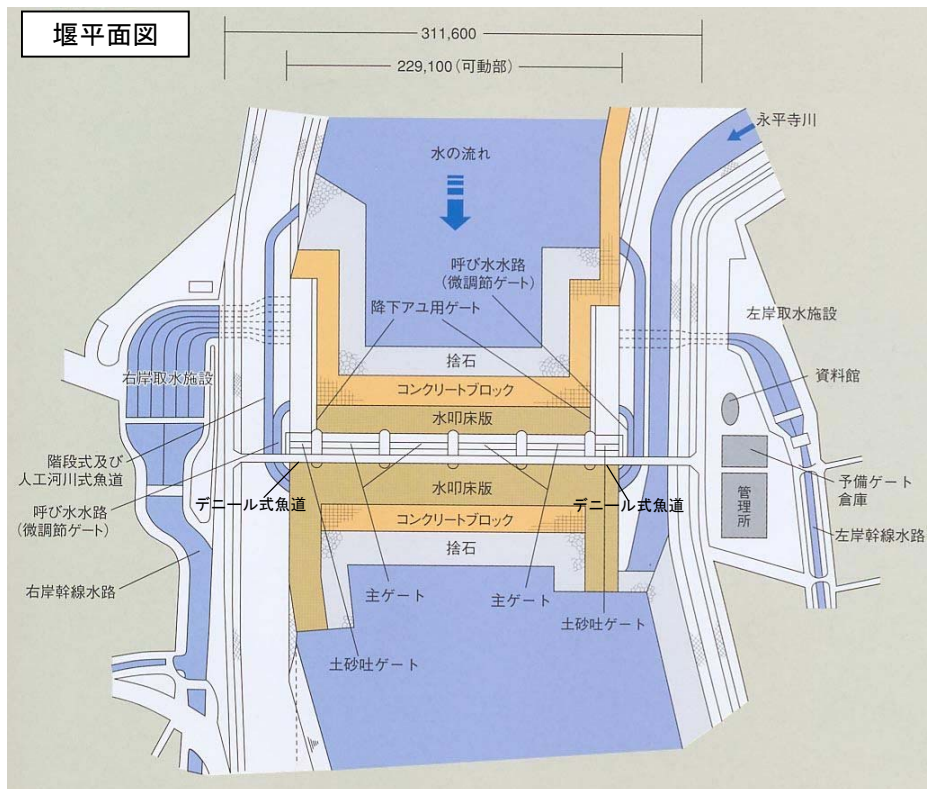 堰平面図
311,600
229,100(可動部)
永平寺川
水の流れ
呼び水水路
(微調節ゲート)
降下アユ用ゲート
左岸取水施設
捨石
右岸取水施設
資料館
コンクリートブロック
水叩床版
階段式及び
人工河川式魚道
水叩床版
予備ゲート
倉庫
デニール式魚道
デニール式魚道
管理所
呼び水水路
(微調節ゲート)
コンクリートブロック
左岸幹線水路
捨石
右岸幹線水路
主ゲート
主ゲート
土砂吐ゲート
土砂吐ゲート